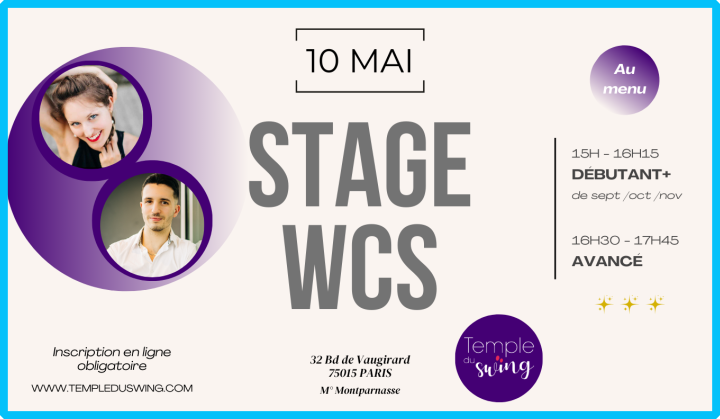 10 MAI
Au
menu
STAGE
WCS
15H - 16H15
DÉBUTANT+
de sept /oct /nov
16H30 - 17H45
AVANCÉ
Inscription en ligne
obligatoire
WWW.TEMPLEDUSWING.COM
32 Bd de Vaugirard
75015 PARIS
M° Montparnasse
Temple
du
swing